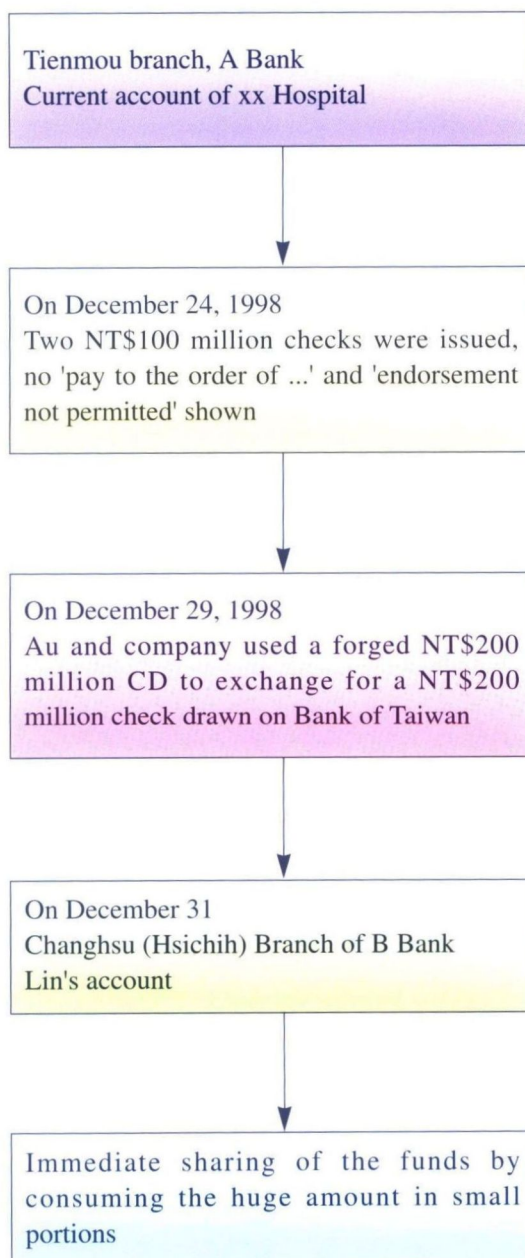 Tienmou branch, A Bank
Current account of xx Hospital
On December 24, 1998
Two NT$100 million checks were issued,
no 'pay to the order of ...' and 'endorsement
not permitted' shown
On December 29, 1998
Au and company used a forged NT$200
million CD to exchange for a NT$200
million check drawn on Bank of Taiwan
On December 31
Changhsu (Hsichih) Branch of B Bank
Lin's account
Immediate sharing of the funds by
consuming the huge amount in small
portions